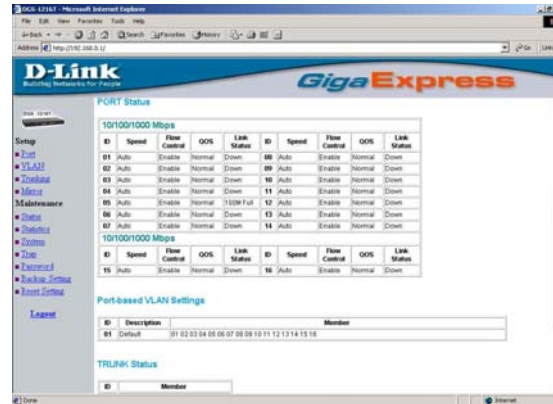 DGS-1216T - Microsoft Internet Explorer
File Edit View Favorites Tools Help
Back Search Favorites History
Address http://192.168.0.1/ Go
D-Link
Building Networks for People
GigaExpress
PORT Status
Setup
Port
VLAN
Trunking
Mirror
Maintenance
Status
Statistics
System
Trap
Password
Backup Setting
Reset Setting
Logout
10/100/1000 Mbps
ID Speed Flow Control QOS Link Status ID Speed Flow Control QOS Link Status
01 Auto Enable Normal Down 08 Auto Enable Normal Down
02 Auto Enable Normal Down 09 Auto Enable Normal Down
03 Auto Enable Normal Down 10 Auto Enable Normal Down
04 Auto Enable Normal Down 11 Auto Enable Normal Down
05 Auto Enable Normal 100M Full 12 Auto Enable Normal Down
06 Auto Enable Normal Down 13 Auto Enable Normal Down
07 Auto Enable Normal Down 14 Auto Enable Normal Down
10/100/1000 Mbps
ID Speed Flow Control QOS Link Status ID Speed Flow Control QOS Link Status
15 Auto Enable Normal Down 16 Auto Enable Normal Down
Port-based VLAN Settings
ID Description Member
01 Default 01 02 03 04 05 06 07 08 09 10 11 12 13 14 15 16
TRUNK Status
ID Member
Done Internet